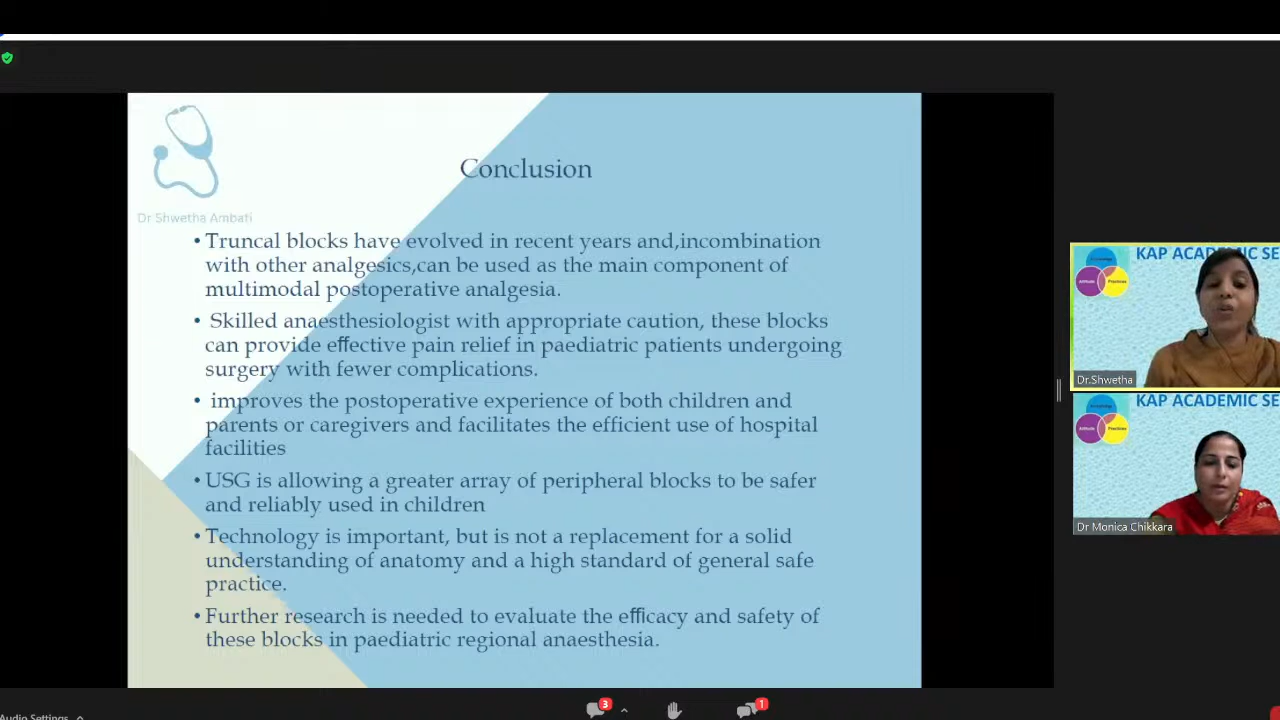 Conclusion
Dr Shwetha Ambati
• Truncal blocks have evolved in recent years and,incombination
with other analgesics,can be used as the main component of
multimodal postoperative analgesia.
• Skilled anaesthesiologist with appropriate caution, these blocks
can provide effective pain relief in paediatric patients undergoing
surgery with fewer complications.
• improves the postoperative experience of both children and
parents or caregivers and facilitates the efficient use of hospital
facilities
• USG is allowing a greater array of peripheral blocks to be safer
and reliably used in children
• Technology is important, but is not a replacement for a solid
understanding of anatomy and a high standard of general safe
practice.
• Further research is needed to evaluate the efficacy and safety of
these blocks in paediatric regional anaesthesia.
KAP ACADEMIC SE
Attitude
Practices
Dr.Shwetha
KAP ACADEMIC SE
Attitude
Practices
Dr Monica Chikkara
Audio Settings
3
1